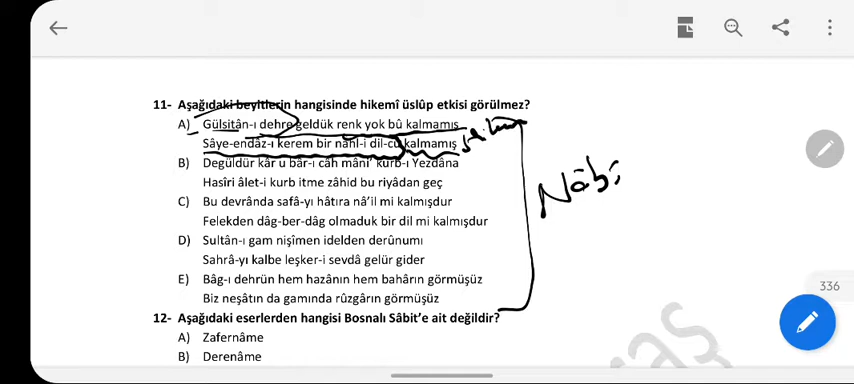 11- Aşağıdaki beyitlerin hangisinde hikemî üslûp etkisi görülmez?
A) Gülsitân-ı dehre geldük renk yok bû kalmamış
Sâye-endâz-ı kerem bir nahl-i dil-cû kalmamış
B) Degüldür kâr u bâr-ı câh mâni' kurb-ı Yezdâna
Hasîri âlet-i kurb itme zâhid bu riyâdan geç
C) Bu devrânda safâ-yı hâtıra nâ'il mi kalmışdur
Felekden dâg-ber-dâg olmaduk bir dil mi kalmışdur
D) Sultân-ı gam nişîmen idelden derûnumı
Sahrâ-yı kalbe leşker-i sevdâ gelür gider
E) Bâg-ı dehrün hem hazânın hem bahârın görmüşüz
Biz neşâtın da gamında rûzgârın görmüşüz
Nâbî
336
12- Aşağıdaki eserlerden hangisi Bosnalı Sâbit'e ait değildir?
A) Zafernâme
B) Derenâme